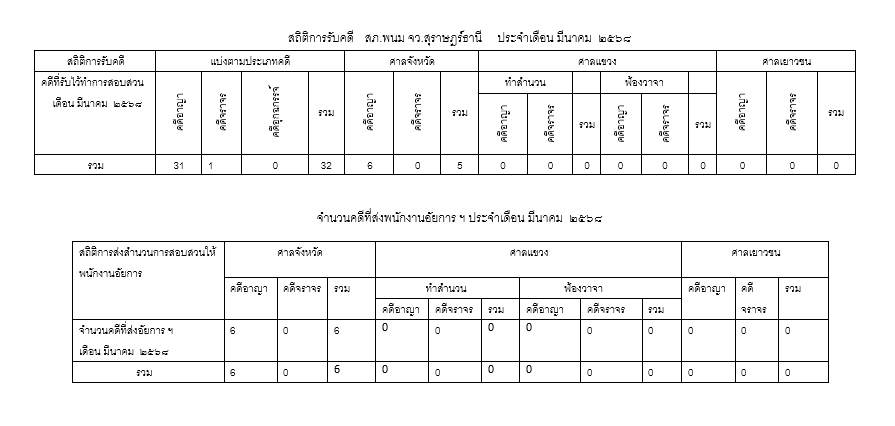 สถิติการรับคดี สภ.พนม จว.สุราษฎร์ธานี ประจำเดือน มีนาคม ๒๕๖๘
สถิติการรับคดี แบ่งตามประเภทคดี ศาลจังหวัด ศาลแขวง ศาลเยาวชน
คดีที่รับไว้ทำการสอบสวน ทำสำนวน ฟ้องวาจา
เดือน มีนาคม ๒๕๖๘ คดีอาญา คดีจราจร คดีอุกฉกรรจ์ รวม คดีอาญา คดีจราจร รวม คดีอาญา คดีจราจร รวม คดีอาญา คดีจราจร รวม คดีอาญา คดีจราจร รวม
รวม 31 1 0 32 6 0 5 0 0 0 0 0 0 0 0 0
จำนวนคดีที่ส่งพนักงานอัยการ ฯ ประจำเดือน มีนาคม ๒๕๖๘
สถิติการส่งสำนวนการสอบสวนให้ ศาลจังหวัด ศาลแขวง ศาลเยาวชน
พนักงานอัยการ
คดีอาญา คดีจราจร รวม ทำสำนวน ฟ้องวาจา คดีอาญา คดี รวม
คดีอาญา คดีจราจร รวม คดีอาญา คดีจราจร รวม จราจร
จำนวนคดีที่ส่งอัยการ ฯ 6 0 6 0 0 0 0 0 0 0 0 0
เดือน มีนาคม ๒๕๖๘
รวม 6 0 6 0 0 0 0 0 0 0 0 0